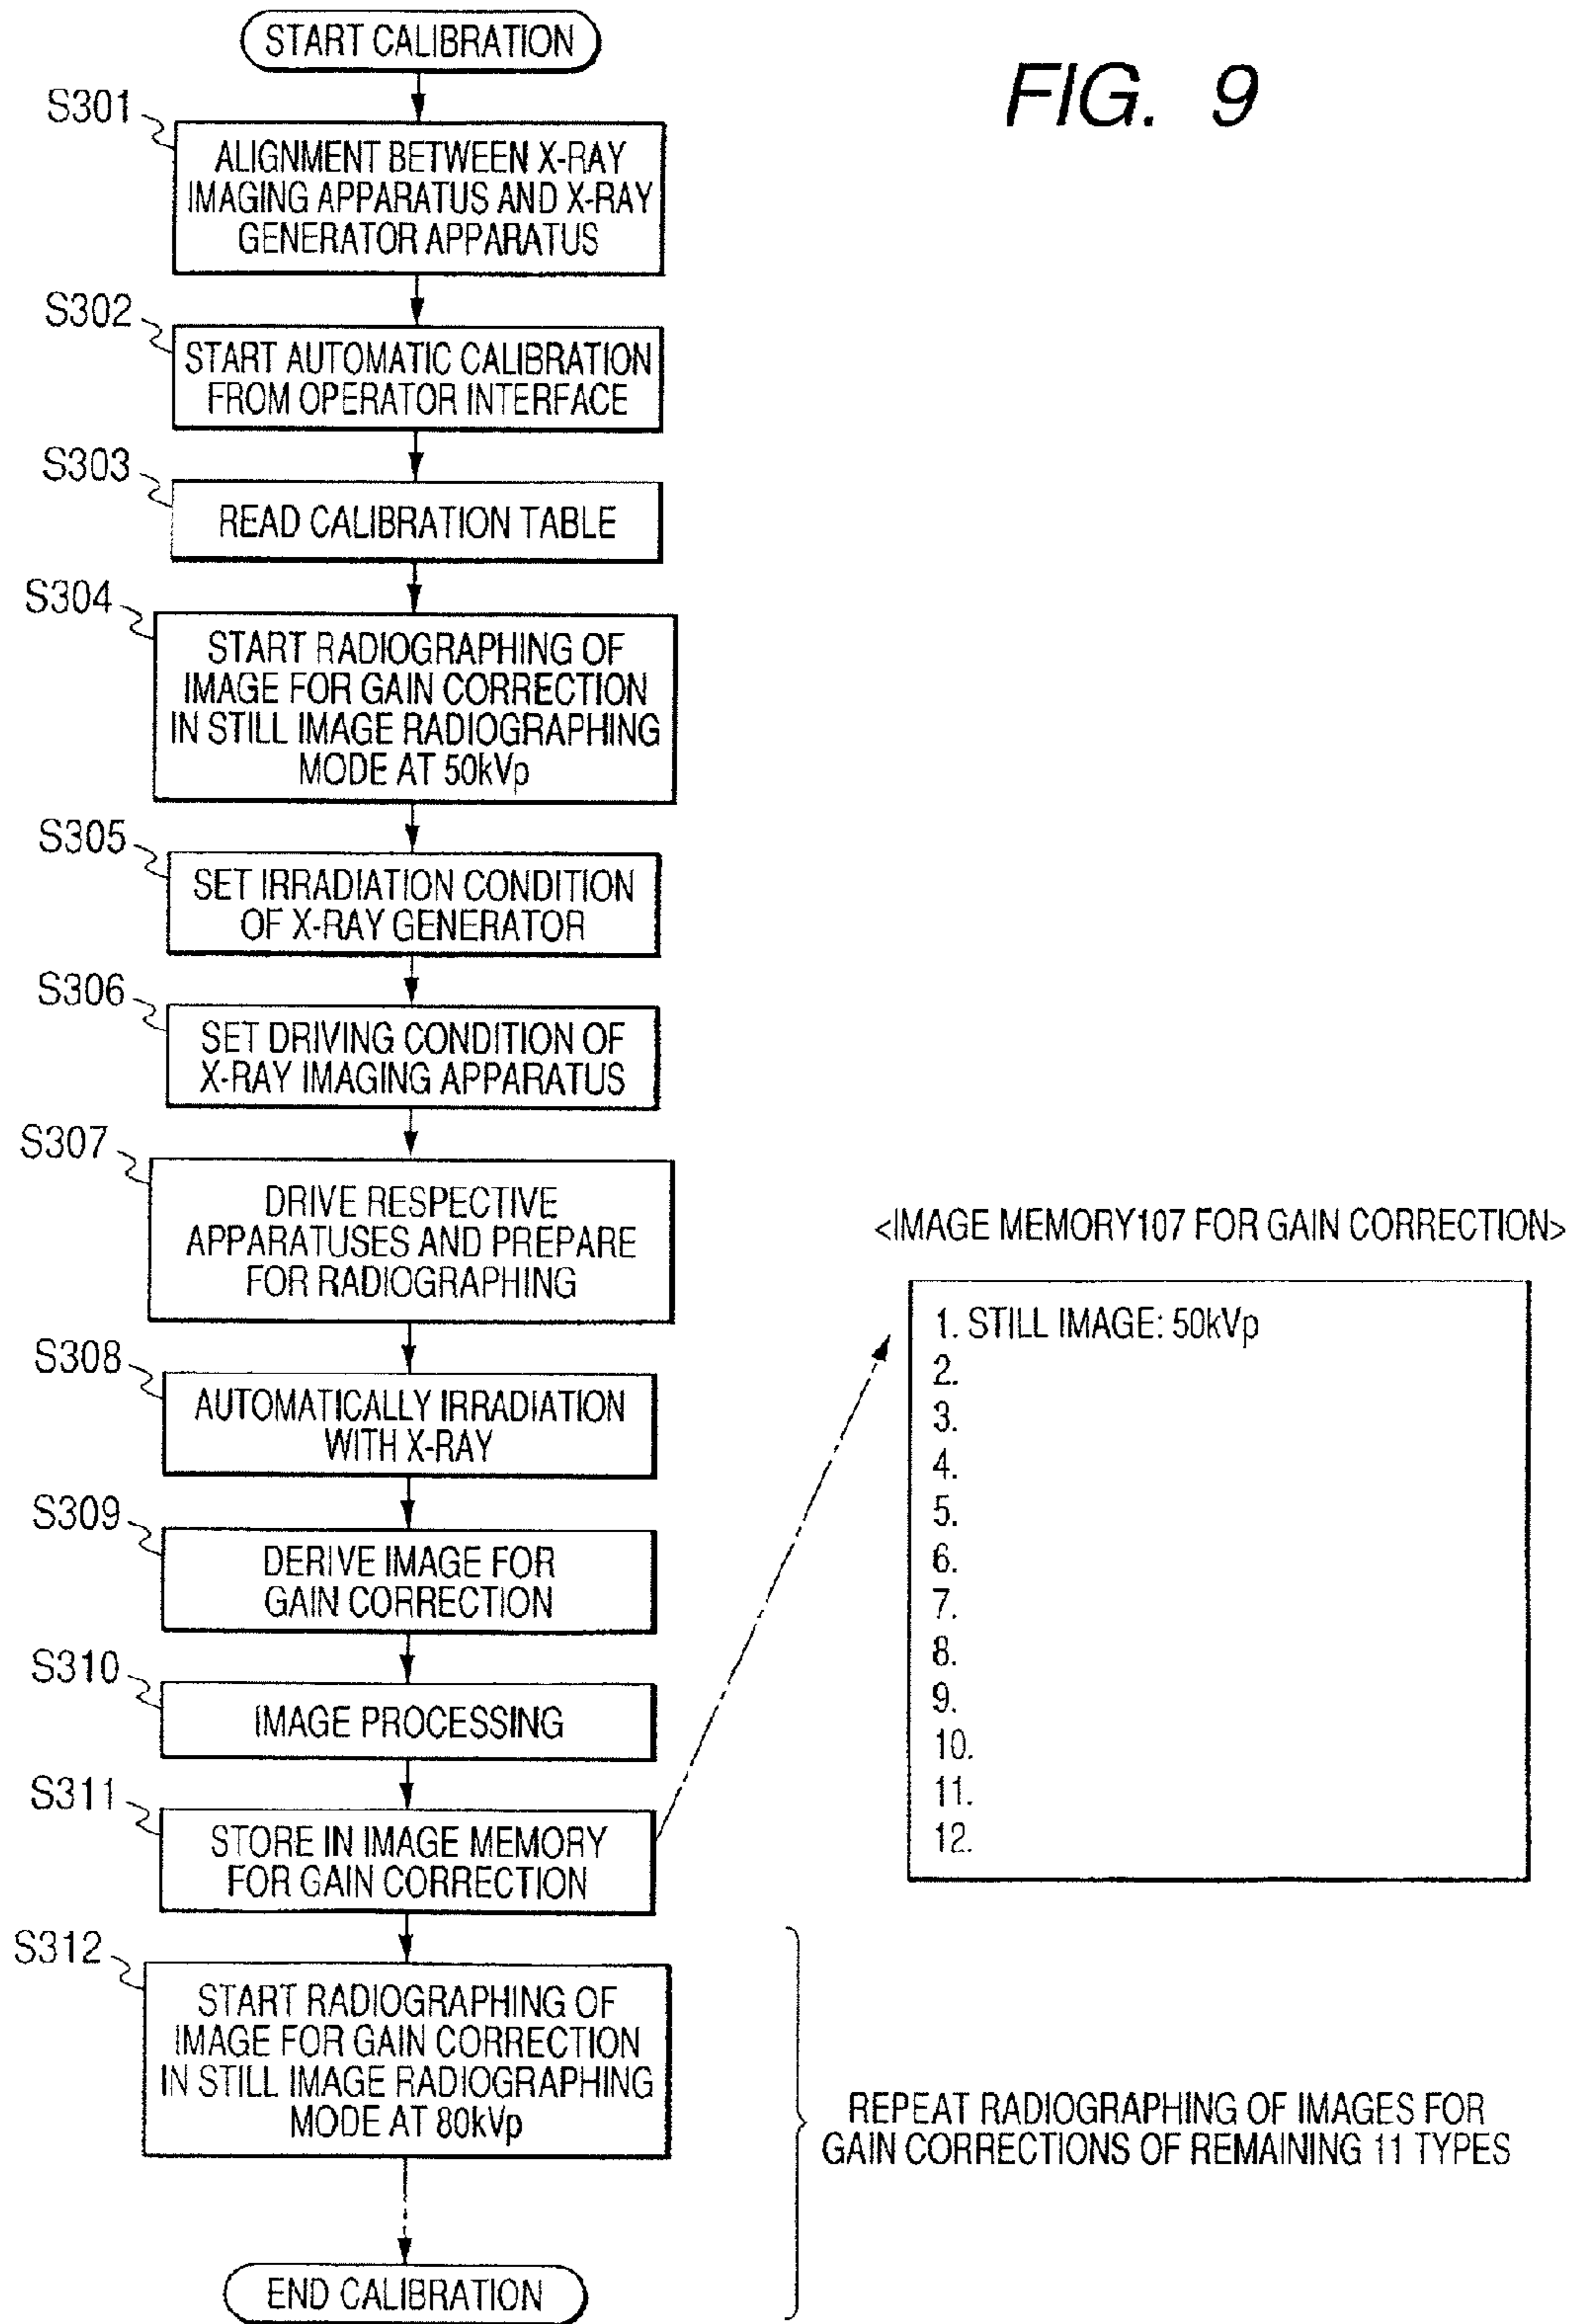 START CALIBRATION
FIG. 9
S301
ALIGNMENT BETWEEN X-RAY
IMAGING APPARATUS AND X-RAY
GENERATOR APPARATUS
S302
START AUTOMATIC CALIBRATION
FROM OPERATOR INTERFACE
S303
READ CALIBRATION TABLE
S304
START RADIOGRAPHING OF
IMAGE FOR GAIN CORRECTION
IN STILL IMAGE RADIOGRAPHING
MODE AT 50kVp
S305
SET IRRADIATION CONDITION
OF X-RAY GENERATOR
S306
SET DRIVING CONDITION OF
X-RAY IMAGING APPARATUS
S307
DRIVE RESPECTIVE
APPARATUSES AND PREPARE
FOR RADIOGRAPHING
S308
AUTOMATICALLY IRRADIATION
WITH X-RAY
S309
DERIVE IMAGE FOR
GAIN CORRECTION
S310
IMAGE PROCESSING
S311
STORE IN IMAGE MEMORY
FOR GAIN CORRECTION
<IMAGE MEMORY107 FOR GAIN CORRECTION>
1. STILL IMAGE: 50kVp
2.
3.
4.
5.
6.
7.
8.
9.
10.
11.
12.
S312
START RADIOGRAPHING OF
IMAGE FOR GAIN CORRECTION
IN STILL IMAGE RADIOGRAPHING
MODE AT 80kVp
REPEAT RADIOGRAPHING OF IMAGES FOR
GAIN CORRECTIONS OF REMAINING 11 TYPES
END CALIBRATION